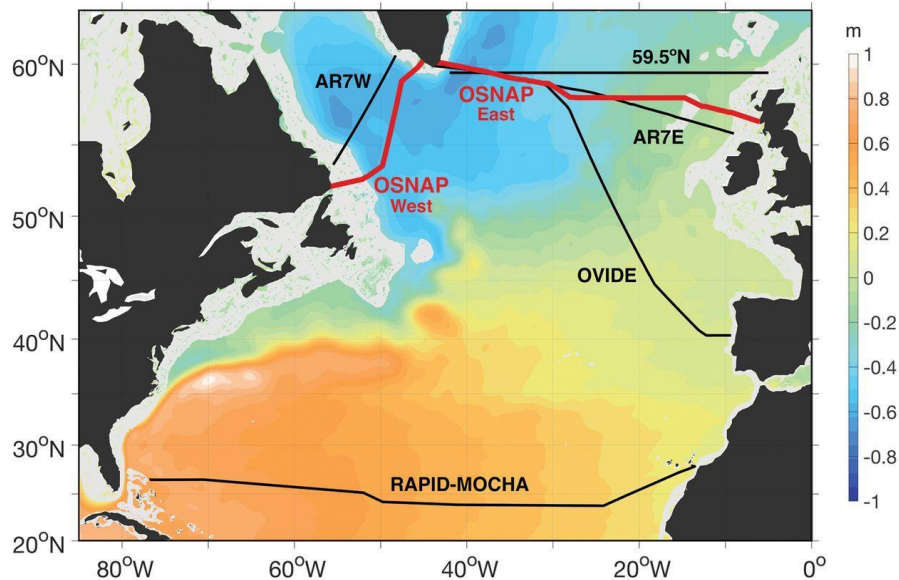 m
60°N
AR7W
59.5°N
OSNAP
East
AR7E
OSNAP
West
50°N
OVIDE
40°N
30°N
RAPID-MOCHA
20°N
80°W
60°W
40°W
20°W
0°
1
0.8
0.6
0.4
0.2
0
-0.2
-0.4
-0.6
-0.8
-1